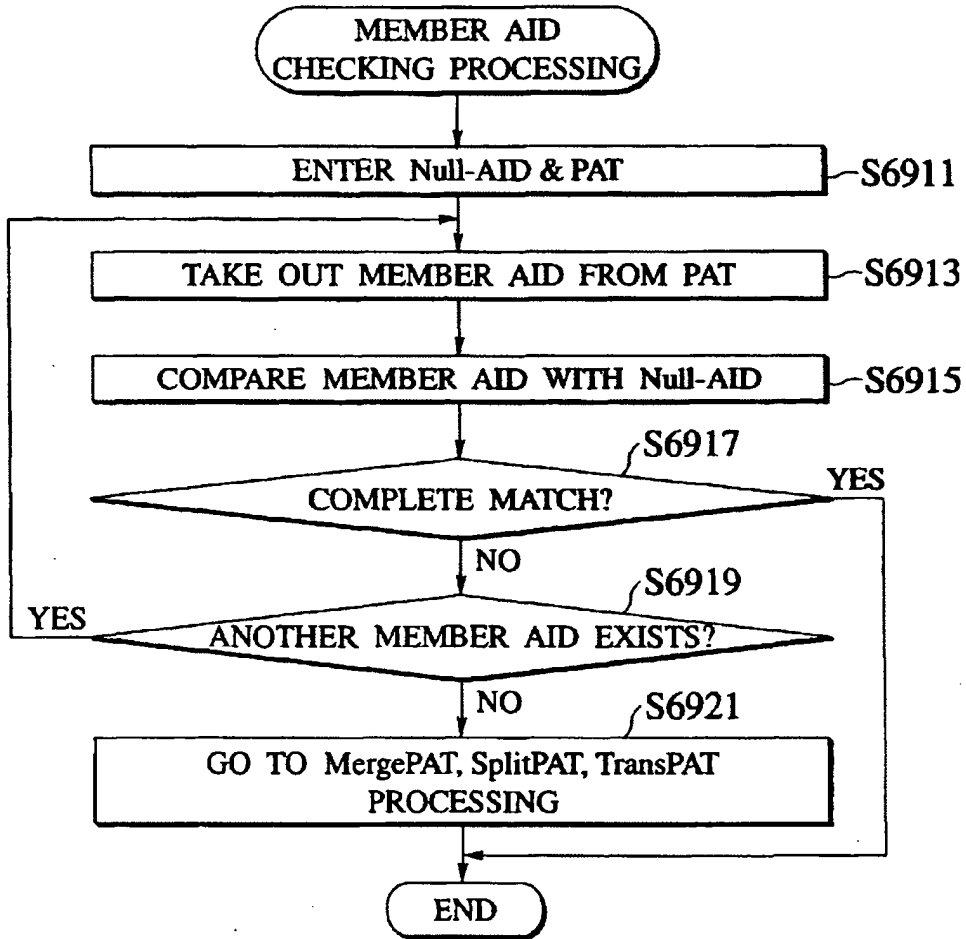 MEMBER AID
CHECKING PROCESSING
ENTER Null-AID & PAT
S6911
TAKE OUT MEMBER AID FROM PAT
S6913
COMPARE MEMBER AID WITH Null-AID
S6915
S6917
COMPLETE MATCH?
YES
NO
S6919
YES
ANOTHER MEMBER AID EXISTS?
NO
S6921
GO TO MergePAT, SplitPAT, TransPAT
PROCESSING
END